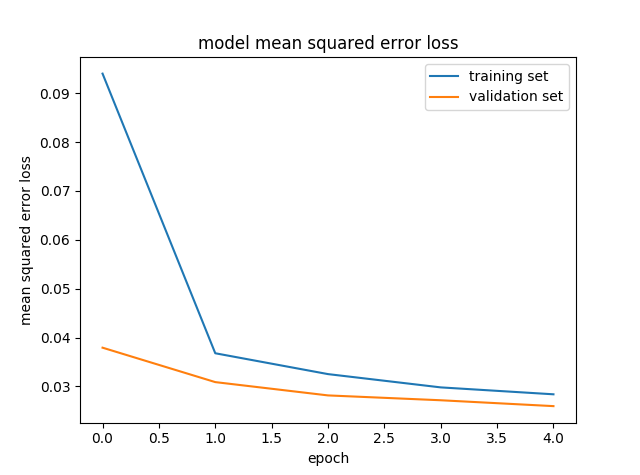 model mean squared error loss
training set
validation set
0.09
0.08
0.07
0.06
0.05
0.04
0.03
mean squared error loss
0.0 0.5 1.0 1.5 2.0 2.5 3.0 3.5 4.0
epoch